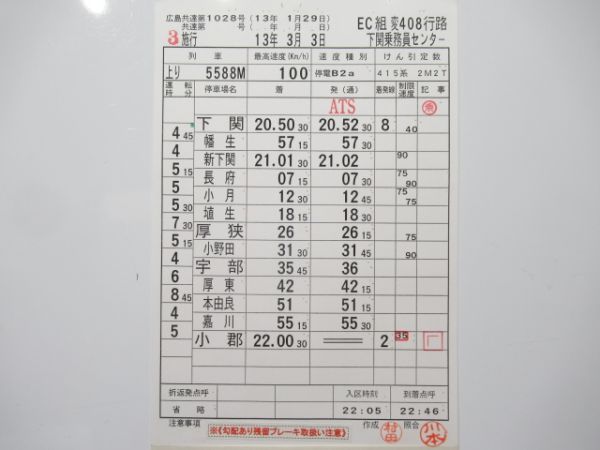 広島共達第1028号（13年 1月29日） EC組 変408行路
共達第　　号（　年　月　日）
3 施行 13年 3月 3日 下関乗務員センター
列車 最高速度(Km/h) 速度種別 けん引定数
上り 5588M 100 停電B2a 415系 2M2T
運転時分 停車場名 着 発（通） 着発線 制限速度 記事
ATS
下関 20.50 30 20.52 30 8 40
4 45
幡生 57 15 57 30
4
新下関 21.01 30 21.02 90
5 15
長府 07 15 07 30 75 90
5 15
小月 12 30 12 45 75 75
5 30
埴生 18 15 18 30
7 30
厚狭 26 26 15 75
5 15
小野田 31 31 30 45 90
4
宇部 35 45 36
6
厚東 42 42 15
8 45
本由良 51 51 15
4
嘉川 55 15 55 30
5
小郡 22.00 30 2 35
折返発点呼 入区時刻 到着点呼
省略 22:05 22:46
注意事項 作成 村田 照会 川本
※《勾配あり残留ブレーキ取扱い注意》